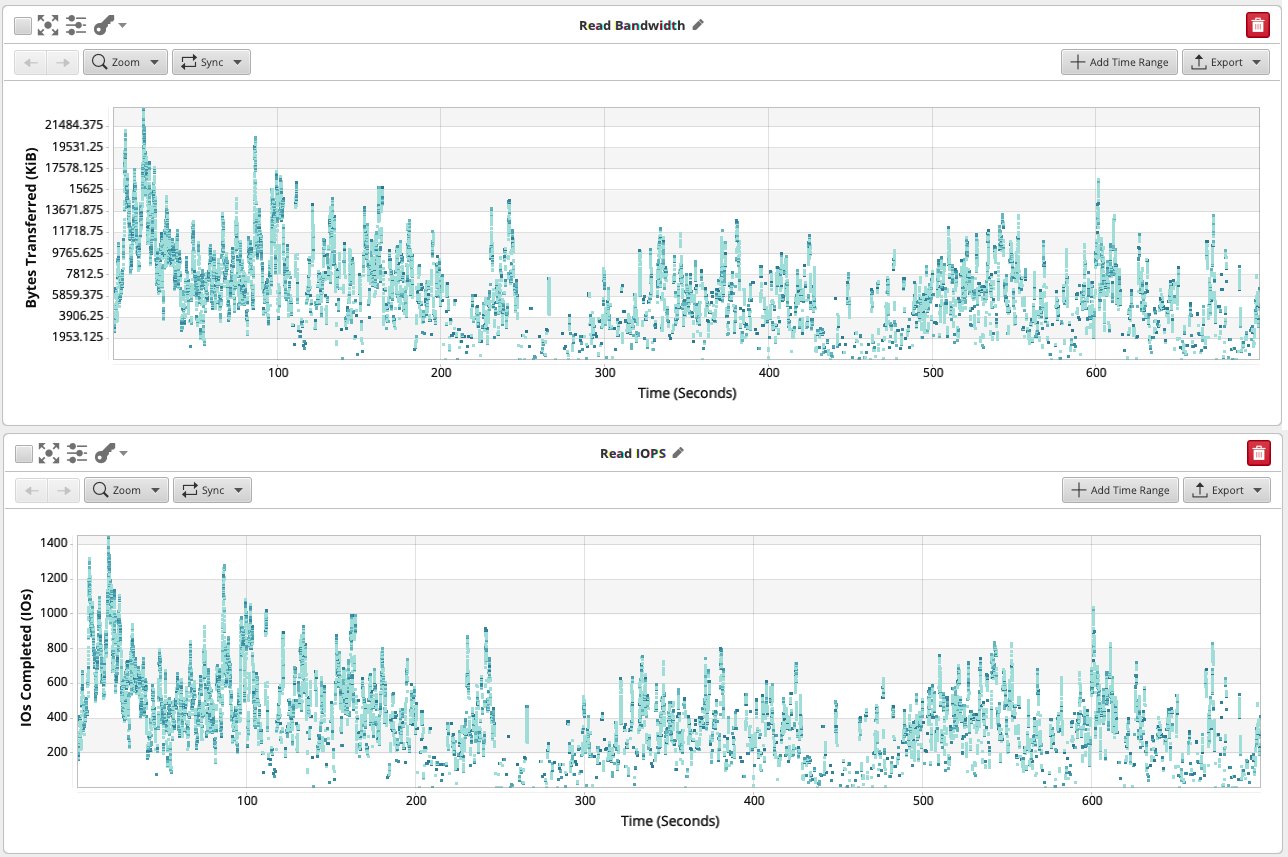 Read Bandwidth
Zoom Sync Add Time Range Export
21484.375
19531.25
17578.125
15625
13671.875
11718.75
9765.625
7812.5
5859.375
3906.25
1953.125
Bytes Transferred (KiB)
100 200 300 400 500 600
Time (Seconds)
Read IOPS
Zoom Sync Add Time Range Export
1400
1200
1000
800
600
400
200
IOs Completed (IOs)
100 200 300 400 500 600
Time (Seconds)